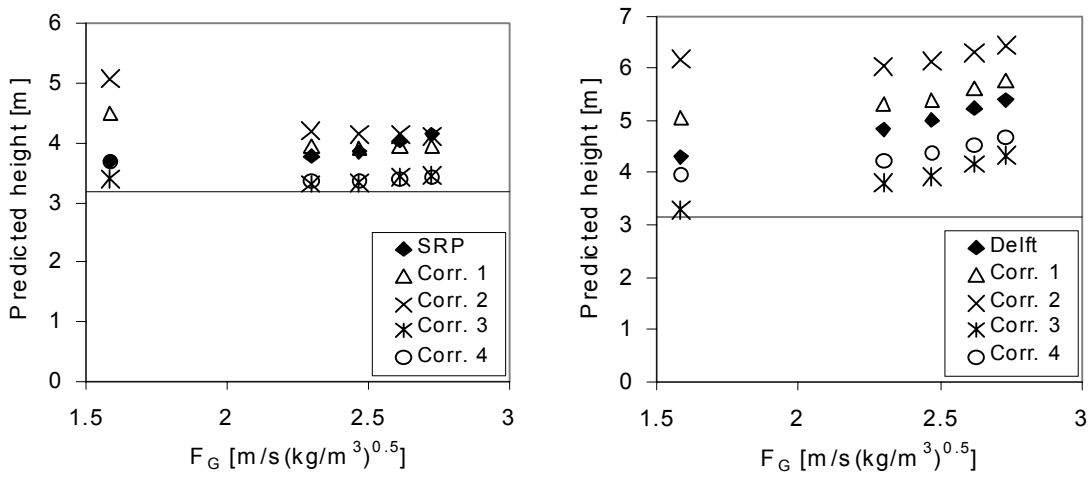 6
5
4
3
2
1
0
1.5 2 2.5 3
Predicted height [m]
F_G [m/s(kg/m^3)^0.5]
SRP
Corr. 1
Corr. 2
Corr. 3
Corr. 4
7
6
5
4
3
2
1
0
1.5 2 2.5 3
Predicted height [m]
F_G [m/s(kg/m^3)^0.5]
Delft
Corr. 1
Corr. 2
Corr. 3
Corr. 4